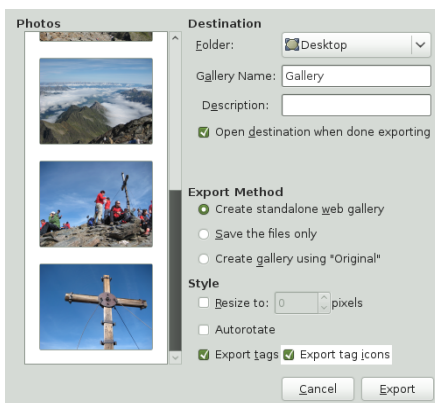 Photos
Destination
Folder: Desktop
Gallery Name: Gallery
Description:
Open destination when done exporting
Export Method
Create standalone web gallery
Save the files only
Create gallery using "Original"
Style
Resize to: 0 pixels
Autorotate
Export tags Export tag icons
Cancel Export